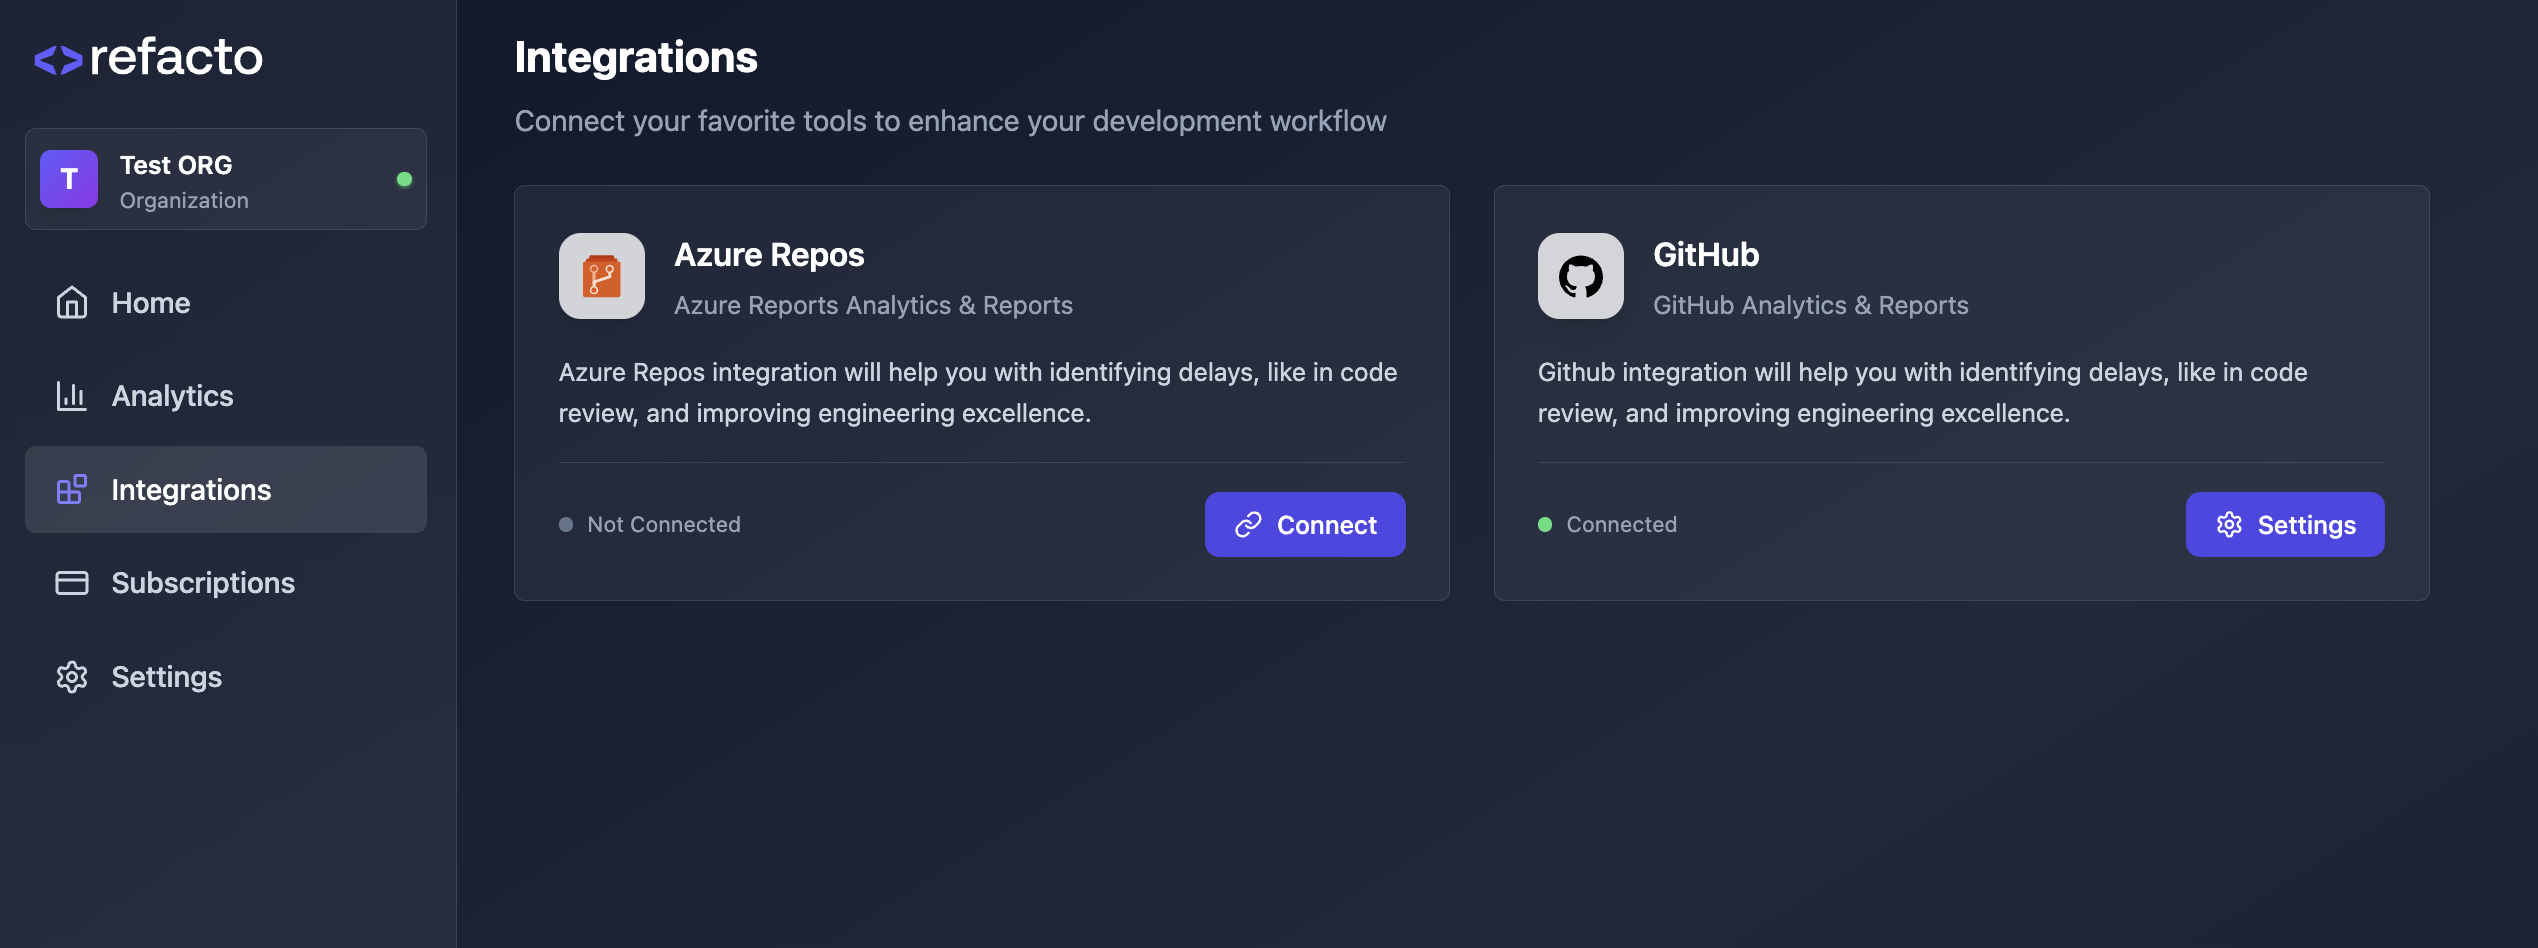 <>refacto
T
Test ORG
Organization
Home
Analytics
Integrations
Subscriptions
Settings
Integrations
Connect your favorite tools to enhance your development workflow
Azure Repos
Azure Reports Analytics & Reports
Azure Repos integration will help you with identifying delays, like in code
review, and improving engineering excellence.
Not Connected
Connect
GitHub
GitHub Analytics & Reports
Github integration will help you with identifying delays, like in code
review, and improving engineering excellence.
Connected
Settings